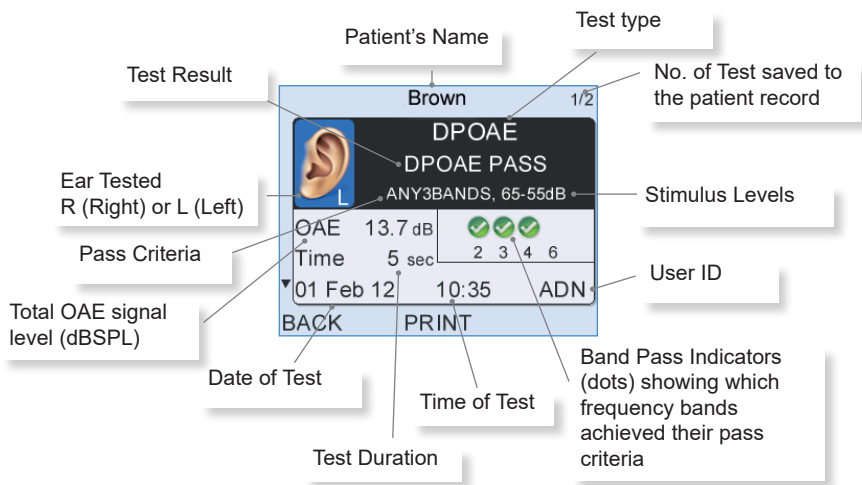 Test type
Patient's Name
Test Result
No. of Test saved to
the patient record
Brown 1/2
DPOAE
DPOAE PASS
ANY3BANDS, 65-55dB
L
Ear Tested
R (Right) or L (Left)
Stimulus Levels
OAE 13.7 dB
Time 5 sec
2 3 4 6
Pass Criteria
User ID
01 Feb 12 10:35 ADN
BACK PRINT
Total OAE signal
level (dBSPL)
Date of Test
Time of Test
Test Duration
Band Pass Indicators
(dots) showing which
frequency bands
achieved their pass
criteria